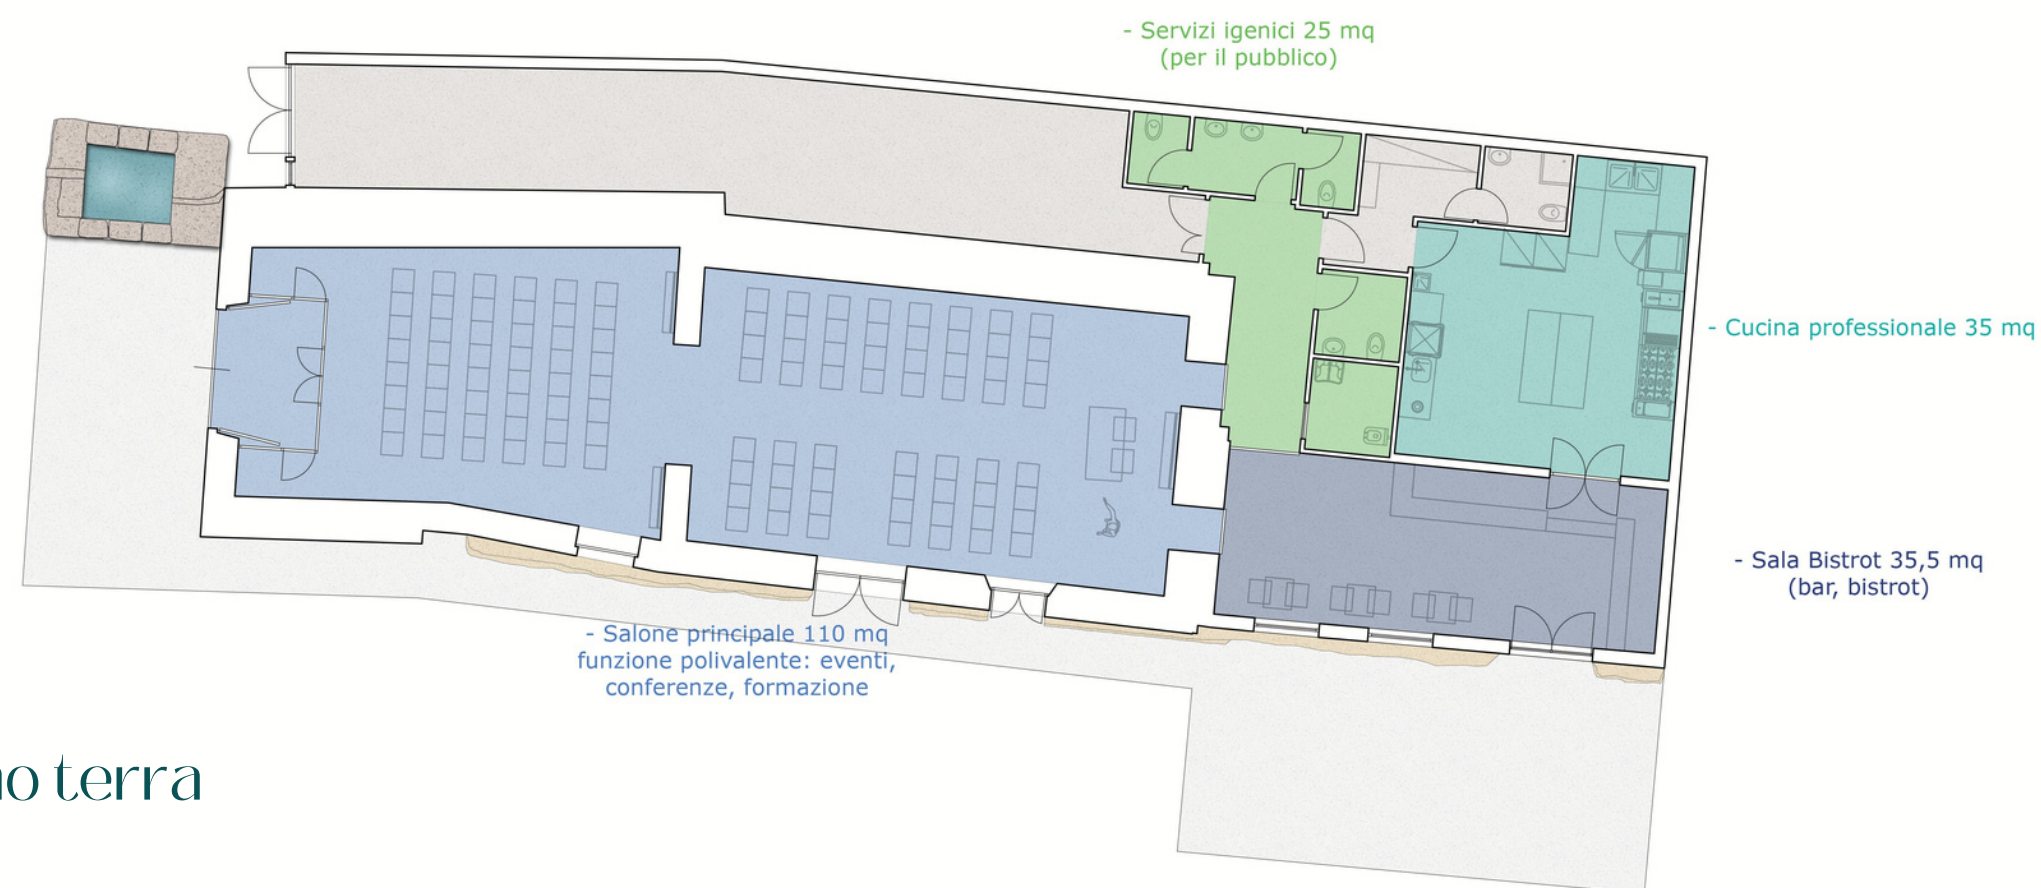 - Servizi igenici 25 mq
(per il pubblico)
- Cucina professionale 35 mq
- Sala Bistrot 35,5 mq
(bar, bistrot)
- Salone principale 110 mq
funzione polivalente: eventi,
conferenze, formazione
terra